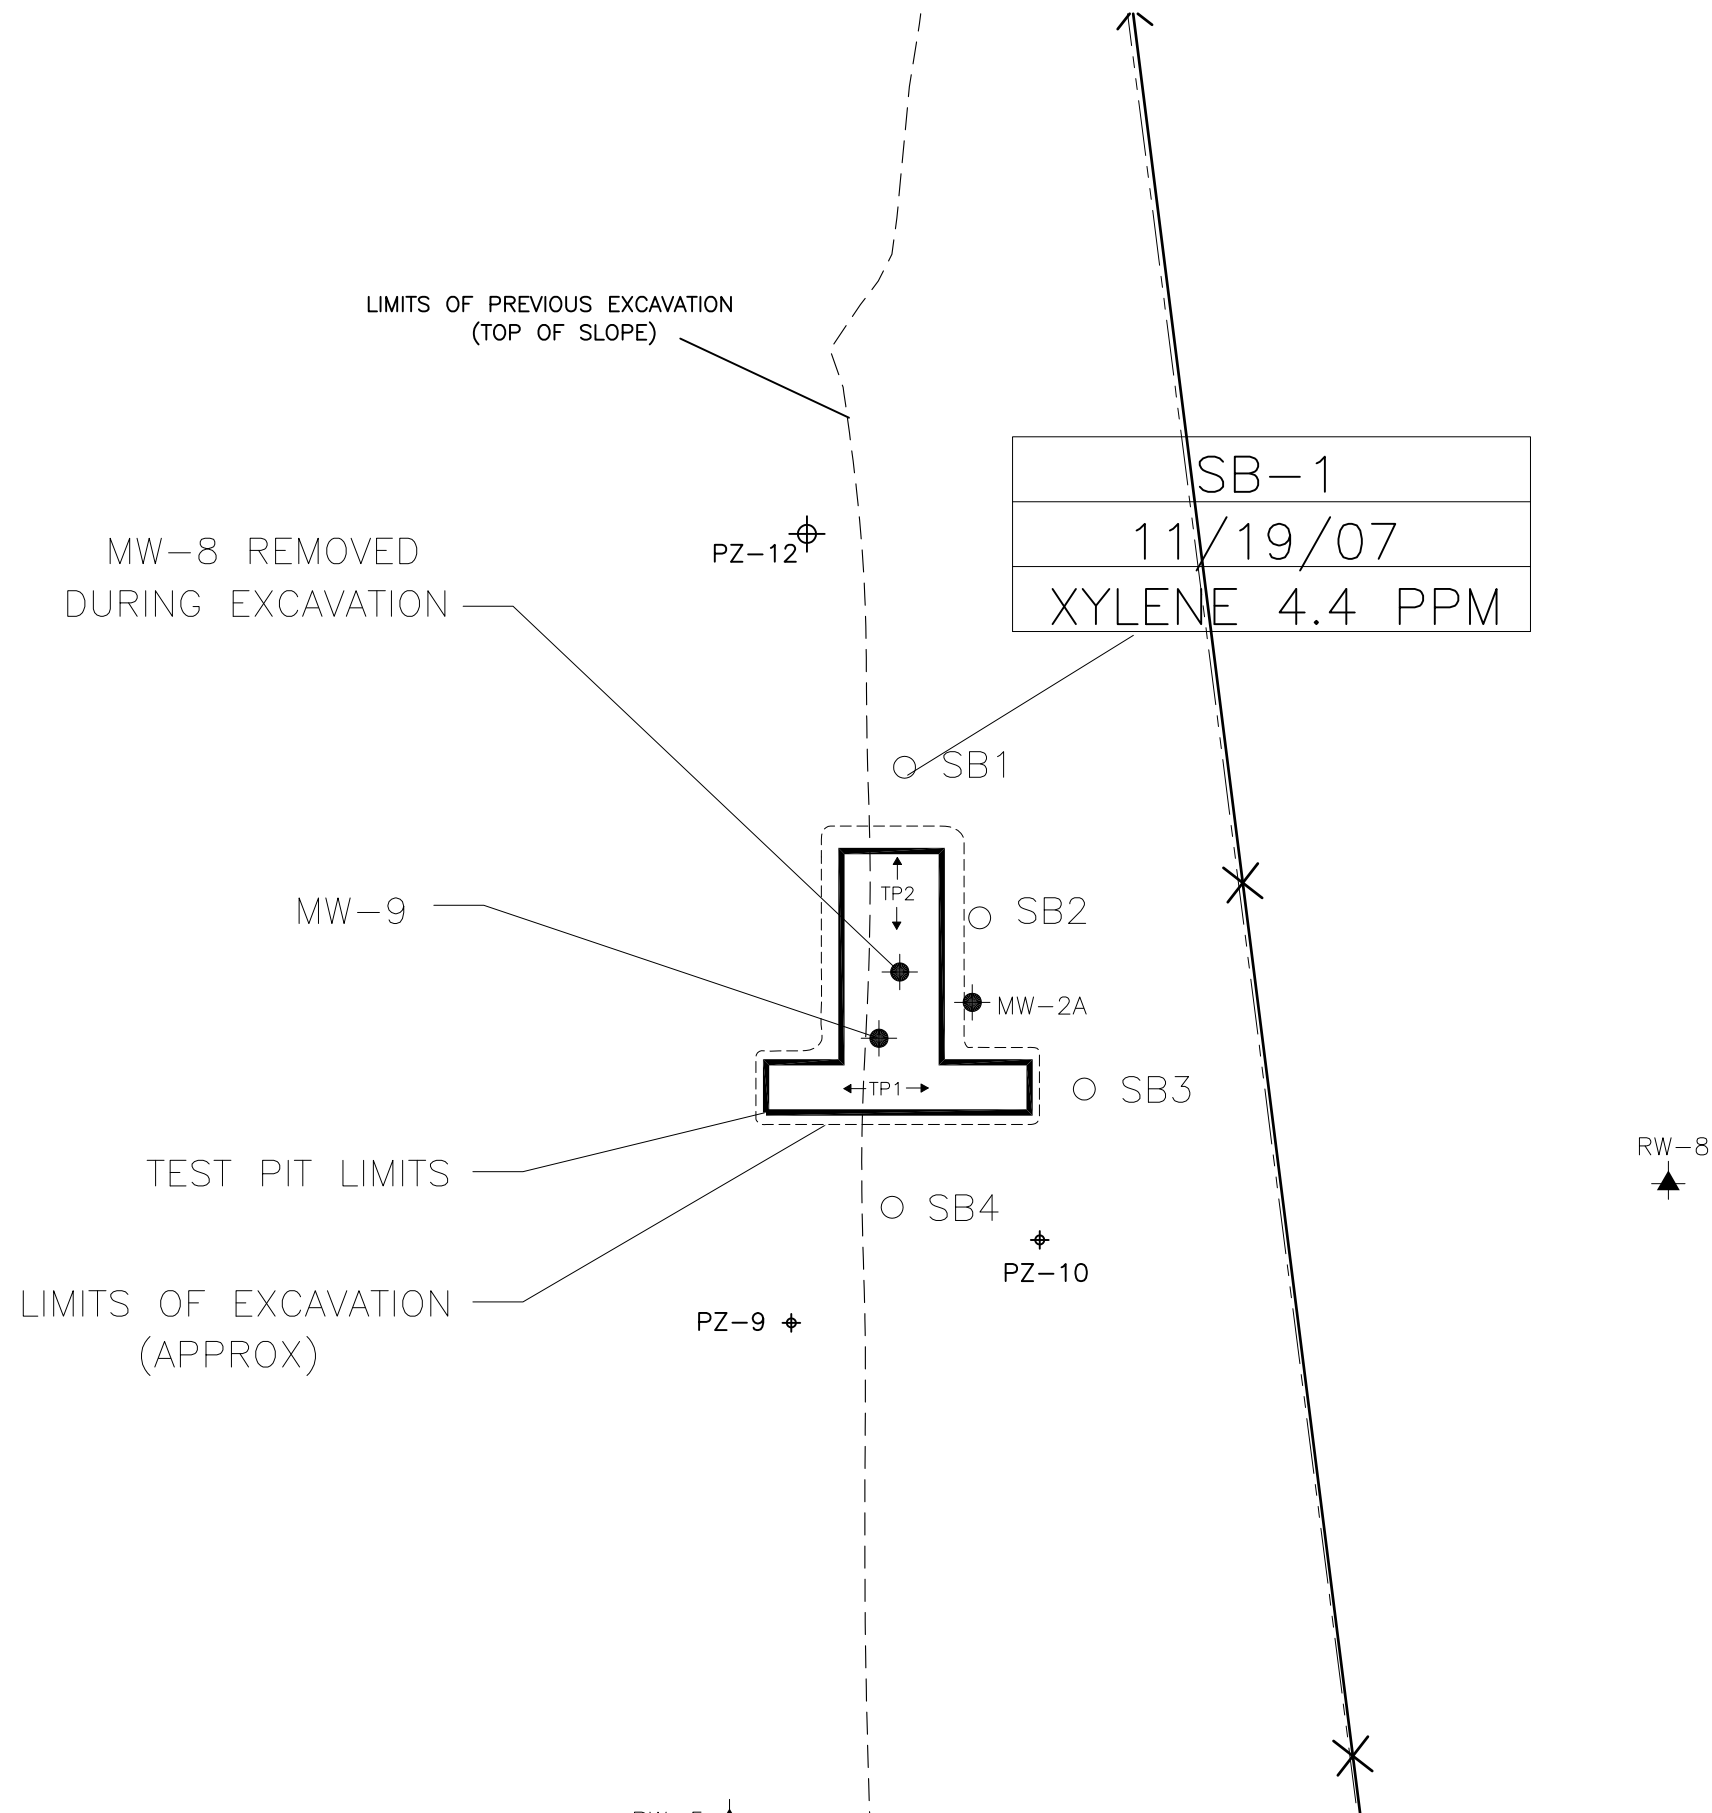 LIMITS OF PREVIOUS EXCAVATION
(TOP OF SLOPE)
SB-1
11/19/07
XYLENE 4.4 PPM
PZ-12
MW-8 REMOVED
DURING EXCAVATION
SB1
TP2
MW-9
SB2
MW-2A
TP1
SB3
TEST PIT LIMITS
RW-8
SB4
PZ-10
LIMITS OF EXCAVATION
(APPROX)
PZ-9